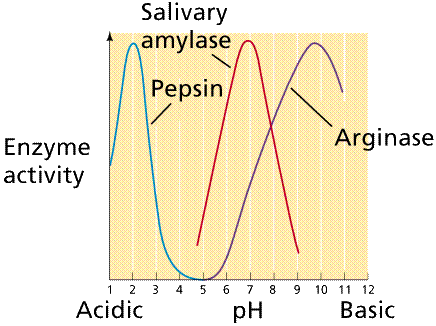 Salivary
amylase
Pepsin
Arginase
Enzyme
activity
1 2 3 4 5 6 7 8 9 10 11 12
Acidic pH Basic